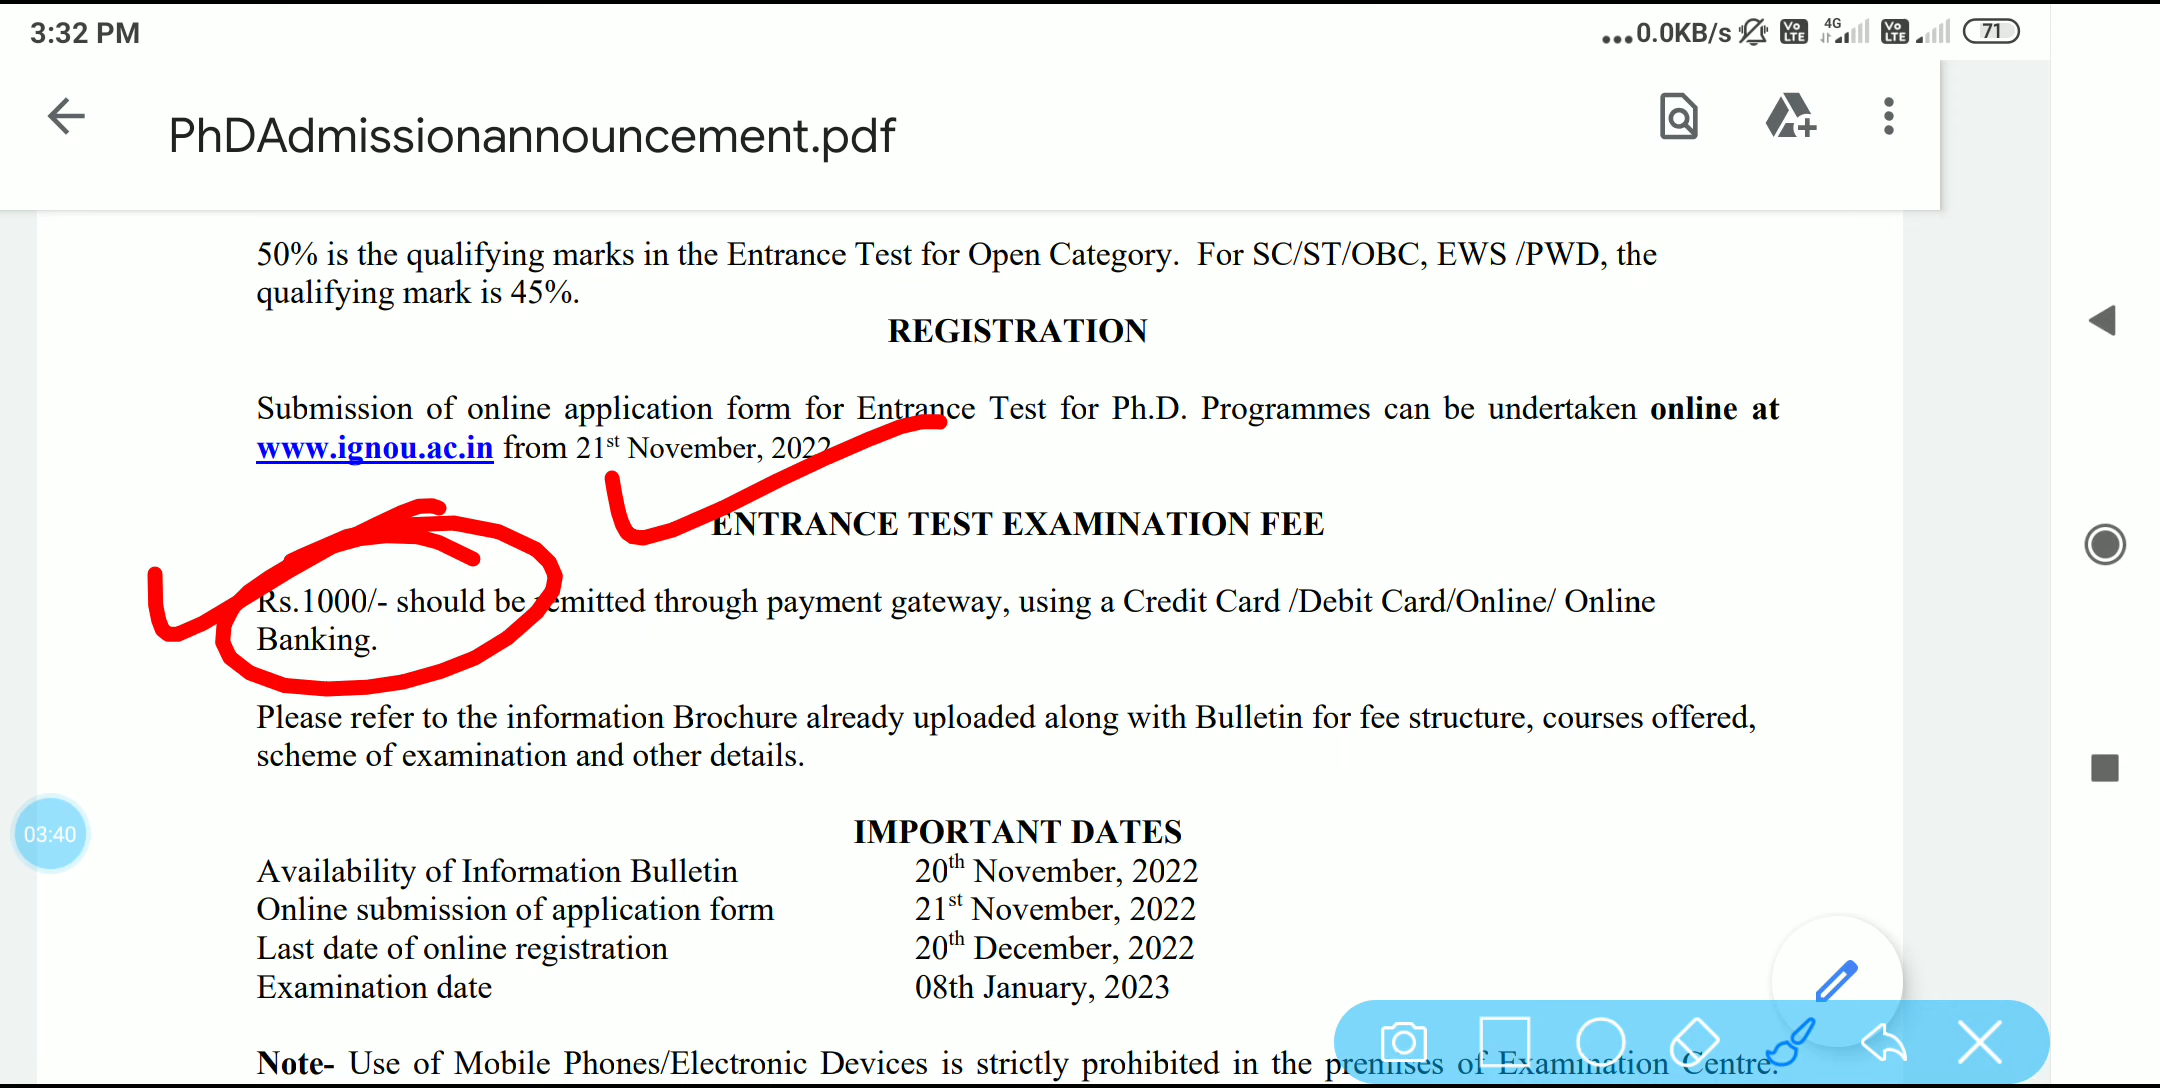 3:32 PM
...0.0KB/s Vo LTE 4G Vo LTE 71
PhDAdmissionannouncement.pdf
50% is the qualifying marks in the Entrance Test for Open Category. For SC/ST/OBC, EWS /PWD, the
qualifying mark is 45%.
REGISTRATION
Submission of online application form for Entrance Test for Ph.D. Programmes can be undertaken online at
www.ignou.ac.in from 21st November, 2022
ENTRANCE TEST EXAMINATION FEE
Rs.1000/- should be remitted through payment gateway, using a Credit Card /Debit Card/Online/ Online
Banking.
Please refer to the information Brochure already uploaded along with Bulletin for fee structure, courses offered,
scheme of examination and other details.
03:40
IMPORTANT DATES
Availability of Information Bulletin 20th November, 2022
Online submission of application form 21st November, 2022
Last date of online registration 20th December, 2022
Examination date 08th January, 2023
Note- Use of Mobile Phones/Electronic Devices is strictly prohibited in the premises of Examination Centre.